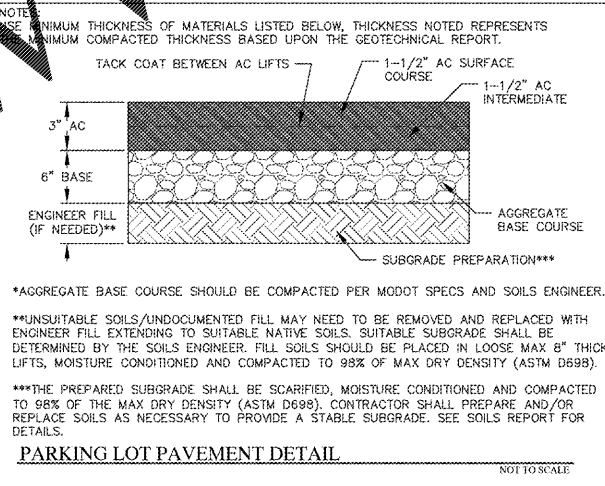 NOTES:
USE MINIMUM THICKNESS OF MATERIALS LISTED BELOW, THICKNESS NOTED REPRESENTS
THE MINIMUM COMPACTED THICKNESS BASED UPON THE GEOTECHNICAL REPORT.
TACK COAT BETWEEN AC LIFTS
1-1/2" AC SURFACE
COURSE
1-1/2" AC
INTERMEDIATE
3" AC
6" BASE
ENGINEER FILL
(IF NEEDED)**
AGGREGATE
BASE COURSE
SUBGRADE PREPARATION***
*AGGREGATE BASE COURSE SHOULD BE COMPACTED PER MODOT SPECS AND SOILS ENGINEER.
**UNSUITABLE SOILS/UNDOCUMENTED FILL MAY NEED TO BE REMOVED AND REPLACED WITH
ENGINEER FILL EXTENDING TO SUITABLE NATIVE SOILS. SUITABLE SUBGRADE SHALL BE
DETERMINED BY THE SOILS ENGINEER. FILL SOILS SHOULD BE PLACED IN LOOSE MAX 8" THICK
LIFTS, MOISTURE CONDITIONED AND COMPACTED TO 98% OF MAX DRY DENSITY (ASTM D698).
***THE PREPARED SUBGRADE SHALL BE SCARIFIED, MOISTURE CONDITIONED AND COMPACTED
TO 98% OF THE MAX DRY DENSITY (ASTM D698). CONTRACTOR SHALL PREPARE AND/OR
REPLACE SOILS AS NECESSARY TO PROVIDE A STABLE SUBGRADE. SEE SOILS REPORT FOR
DETAILS.
PARKING LOT PAVEMENT DETAIL
NOT TO SCALE